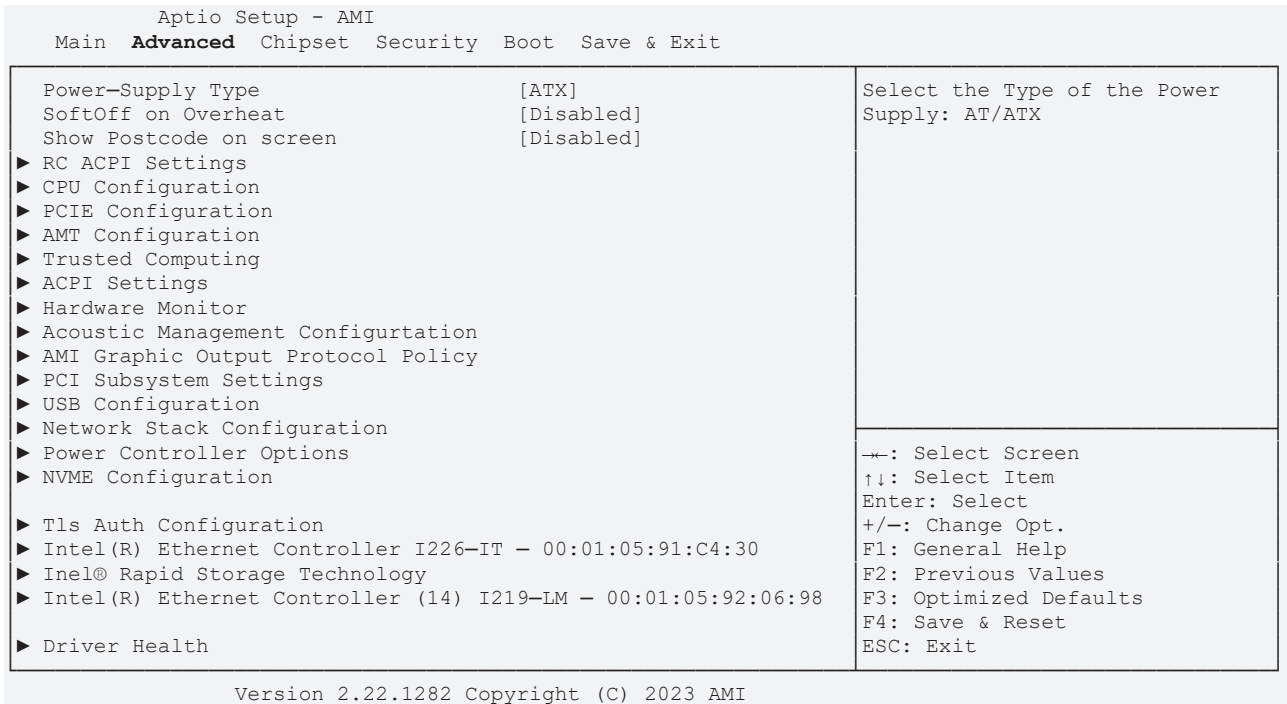 Aptio Setup - AMI
Main Advanced Chipset Security Boot Save & Exit
Power—Supply Type [ATX]
SoftOff on Overheat [Disabled]
Show Postcode on screen [Disabled]
► RC ACPI Settings
► CPU Configuration
► PCIE Configuration
► AMT Configuration
► Trusted Computing
► ACPI Settings
► Hardware Monitor
► Acoustic Management Configurtation
► AMI Graphic Output Protocol Policy
► PCI Subsystem Settings
► USB Configuration
► Network Stack Configuration
► Power Controller Options
► NVME Configuration
► Tls Auth Configuration
► Intel(R) Ethernet Controller I226—IT — 00:01:05:91:C4:30
► Inel® Rapid Storage Technology
► Intel(R) Ethernet Controller (14) I219—LM — 00:01:05:92:06:98
► Driver Health
Select the Type of the Power
Supply: AT/ATX
→←: Select Screen
↑↓: Select Item
Enter: Select
+/—: Change Opt.
F1: General Help
F2: Previous Values
F3: Optimized Defaults
F4: Save & Reset
ESC: Exit
Version 2.22.1282 Copyright (C) 2023 AMI